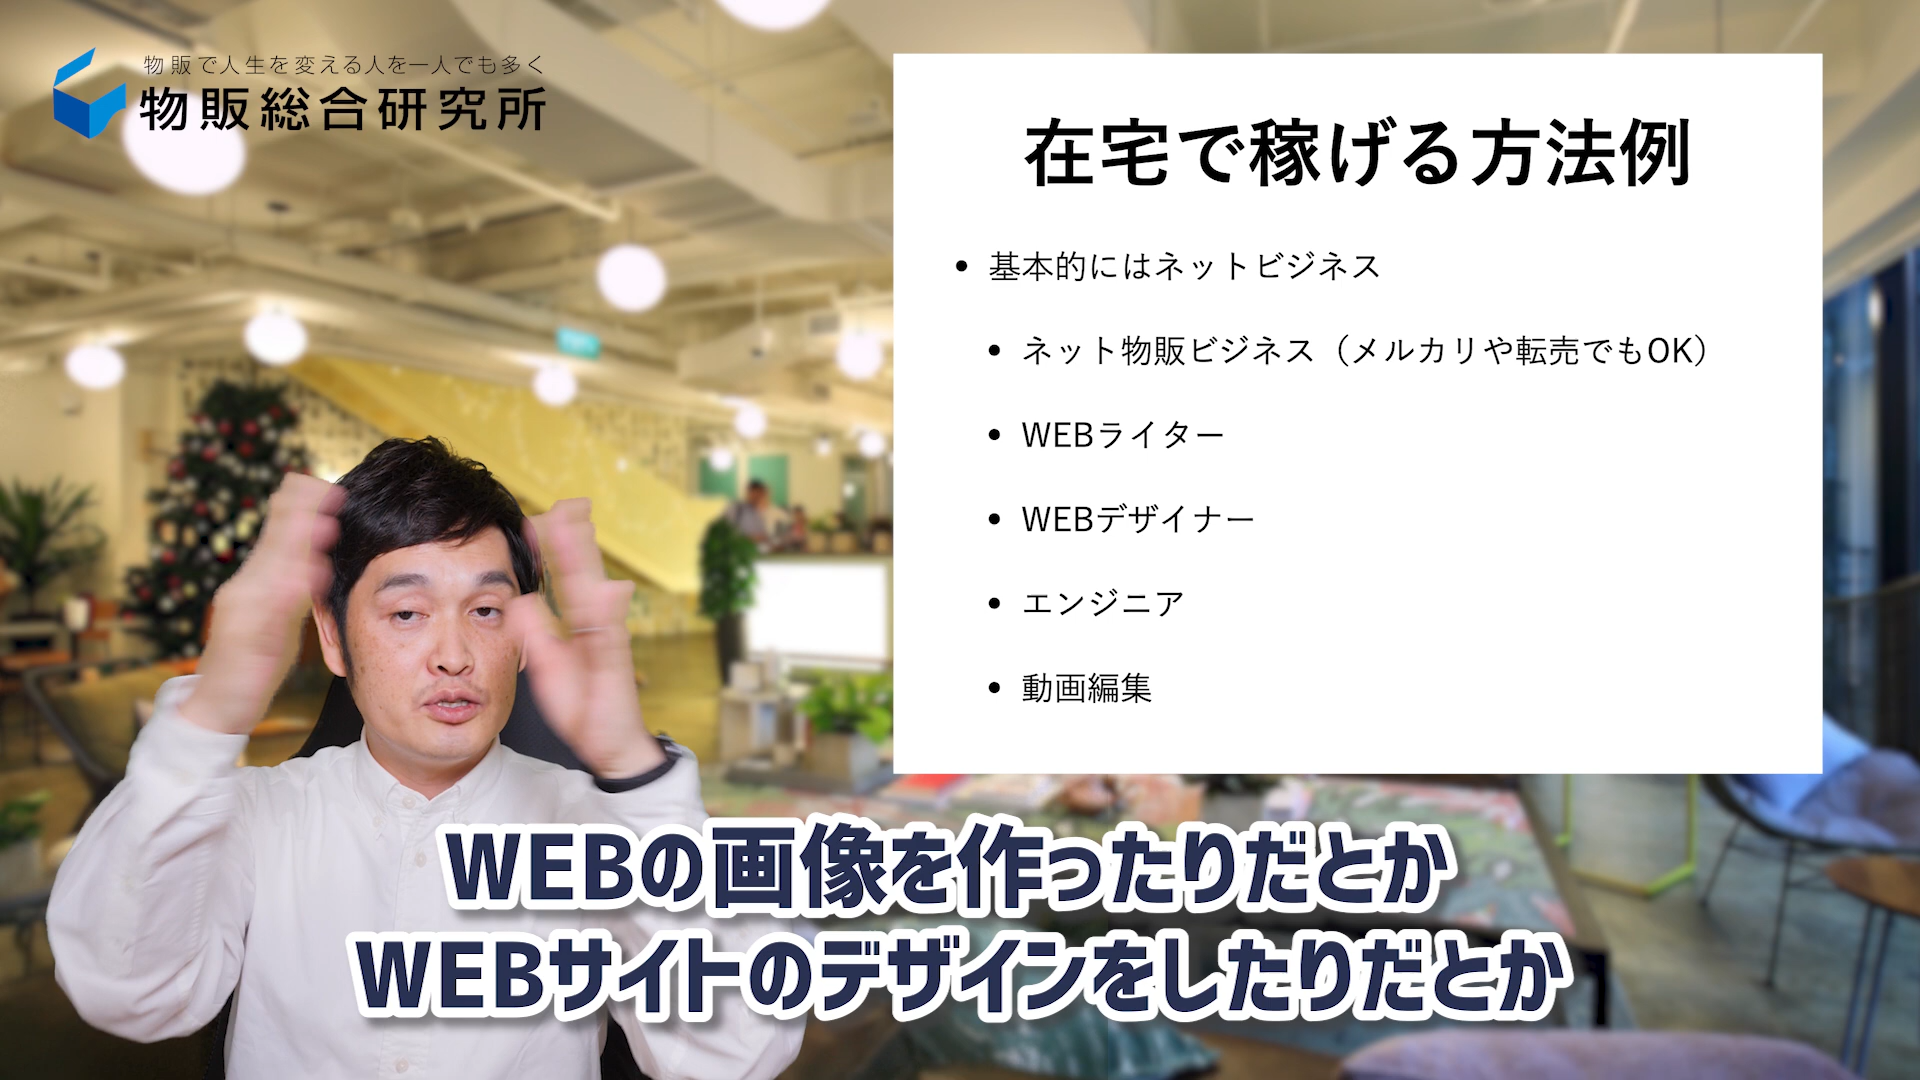 物販で人生を変える人を一人でも多く
物販総合研究所
在宅で稼げる方法例
• 基本的にはネットビジネス
• ネット物販ビジネス（メルカリや転売でもOK）
• WEBライター
• WEBデザイナー
• エンジニア
• 動画編集
WEBの画像を作ったりだとか
WEBサイトのデザインをしたりだとか